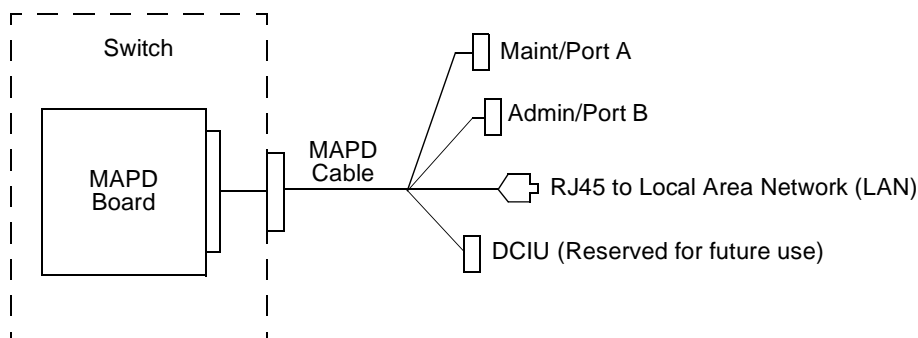 Switch
Maint/Port A
Admin/Port B
MAPD
Cable
MAPD
Board
RJ45 to Local Area Network (LAN)
DCIU (Reserved for future use)